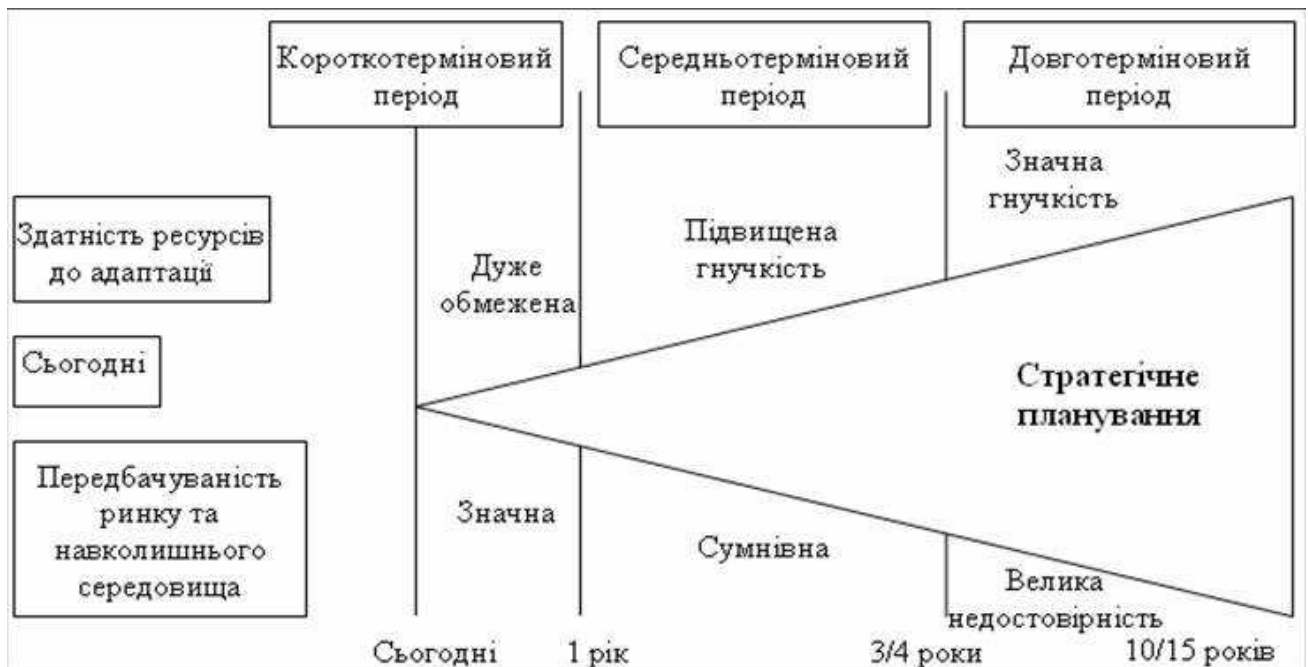 Короткотерміновий
період
Середньотерміновий
період
Довготерміновий
період
Значна
гнучкість
Здатність ресурсів
до адаптації
Підвищена
гнучкість
Дуже
обмежена
Сьогодні
Стратегічне
планування
Передбачуваність
ринку та
навколишнього
середовища
Значна
Сумнівна
Велика
недостовірність
Сьогодні
1 рік
3/4 роки
10/15 років